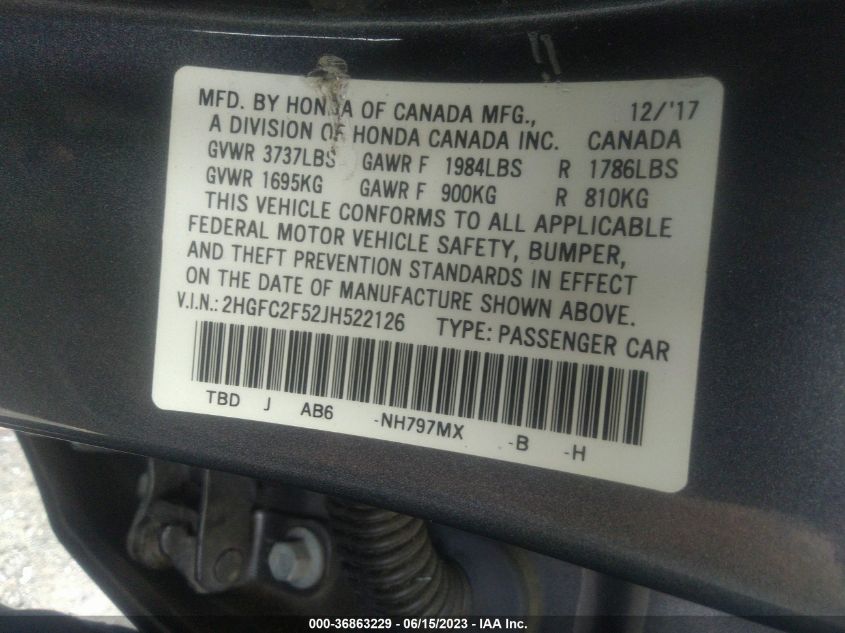 MFD. BY HONDA OF CANADA MFG., 12/'17
A DIVISION OF HONDA CANADA INC. CANADA
GVWR 3737LBS GAWR F 1984LBS R 1786LBS
GVWR 1695KG GAWR F 900KG R 810KG
THIS VEHICLE CONFORMS TO ALL APPLICABLE
FEDERAL MOTOR VEHICLE SAFETY, BUMPER,
AND THEFT PREVENTION STANDARDS IN EFFECT
ON THE DATE OF MANUFACTURE SHOWN ABOVE.
V.I.N.: 2HGFC2F52JH522126 TYPE: PASSENGER CAR
TBD J AB6 -NH797MX -B -H
000-36863229 - 06/15/2023 - IAA Inc.